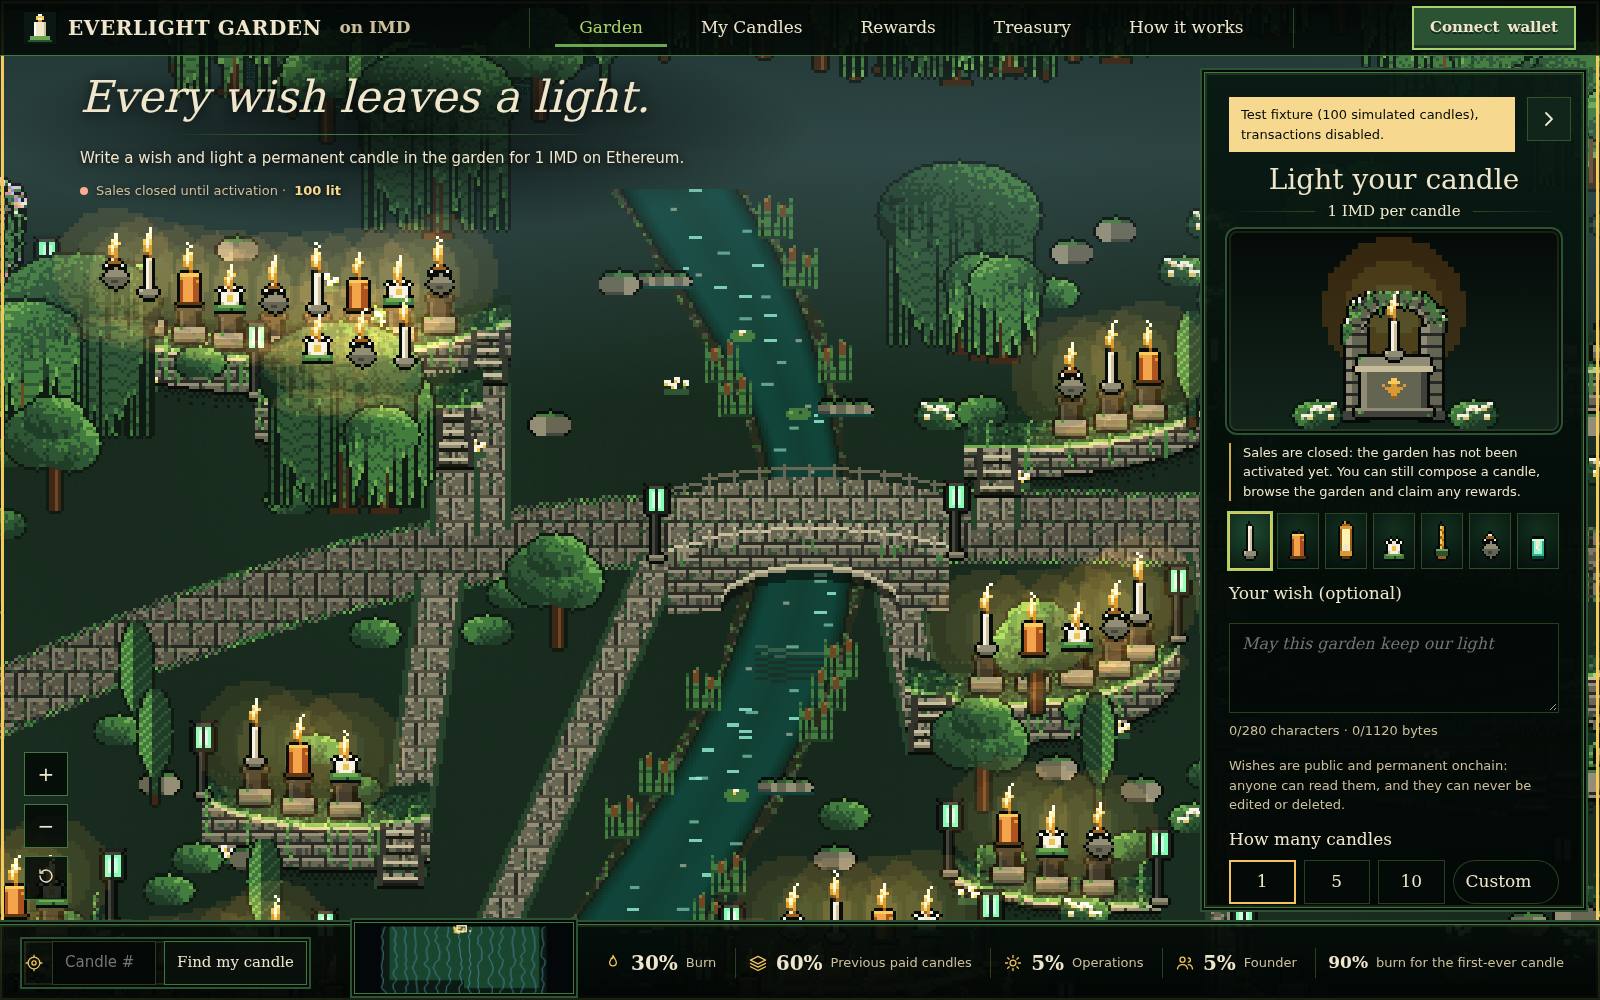 EVERLIGHT GARDEN on IMD
Garden
My Candles
Rewards
Treasury
How it works
Connect wallet
Every wish leaves a light.
Write a wish and light a permanent candle in the garden for 1 IMD on Ethereum.
Sales closed until activation · 100 lit
Test fixture (100 simulated candles),
transactions disabled.
Light your candle
1 IMD per candle
Sales are closed: the garden has not been
activated yet. You can still compose a candle,
browse the garden and claim any rewards.
Your wish (optional)
May this garden keep our light
0/280 characters · 0/1120 bytes
Wishes are public and permanent onchain:
anyone can read them, and they can never be
edited or deleted.
How many candles
1
5
10
Custom
Candle #
Find my candle
30% Burn
60% Previous paid candles
5% Operations
5% Founder
90% burn for the first-ever candle